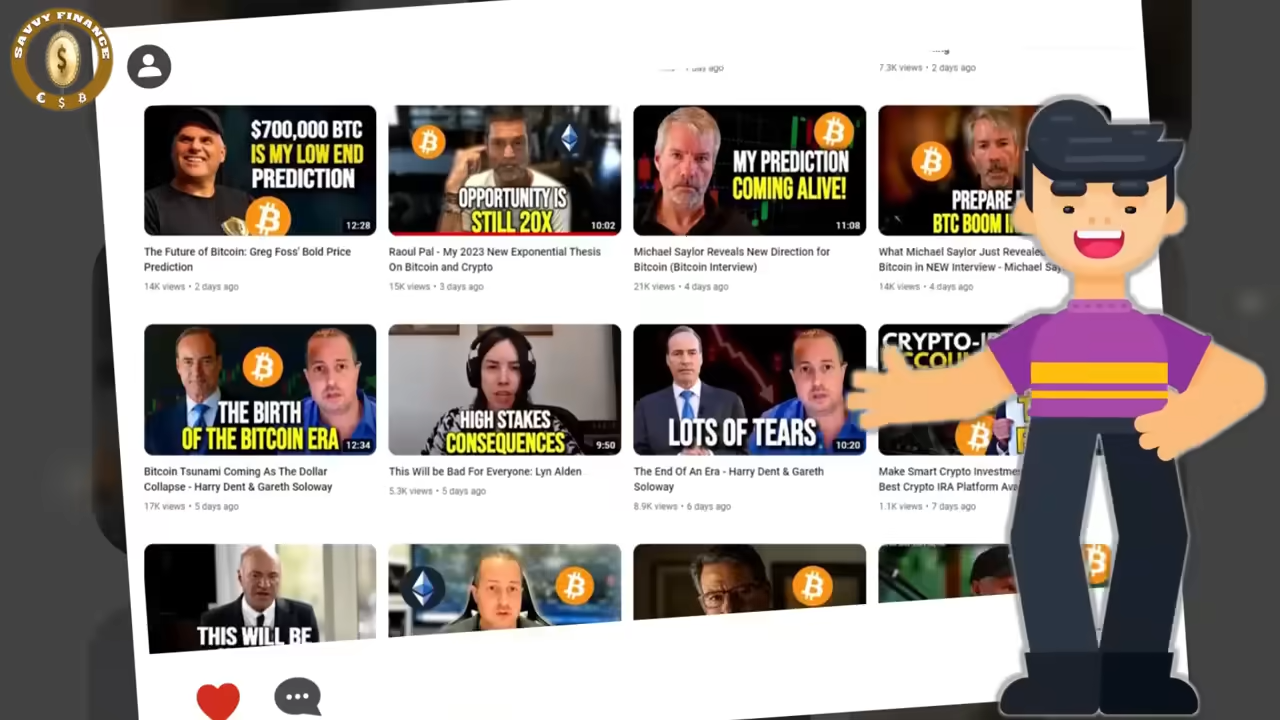 SAVVY FINANCE
7.3K views • 2 days ago
$700,000 BTC
IS MY LOW END
PREDICTION
12:28
OPPORTUNITY IS
STILL 20X
10:02
MY PREDICTION
COMING ALIVE!
11:08
PREPARE
BTC BOOM
The Future of Bitcoin: Greg Foss' Bold Price
Prediction
14K views • 2 days ago
Raoul Pal - My 2023 New Exponential Thesis
On Bitcoin and Crypto
15K views • 3 days ago
Michael Saylor Reveals New Direction for
Bitcoin (Bitcoin Interview)
21K views • 4 days ago
What Michael Saylor Just Revealed
Bitcoin in NEW Interview - Michael Say
14K views • 4 days ago
THE BIRTH
OF THE BITCOIN ERA
12:34
HIGH STAKES
CONSEQUENCES
9:50
LOTS OF TEARS
10:20
Bitcoin Tsunami Coming As The Dollar
Collapse - Harry Dent & Gareth Soloway
17K views • 5 days ago
This Will be Bad For Everyone: Lyn Alden
5.3K views • 5 days ago
The End Of An Era - Harry Dent & Gareth
Soloway
8.9K views • 6 days ago
Make Smart Crypto Investme
Best Crypto IRA Platform Ava
1.1K views • 7 days ago
THIS WILL BE